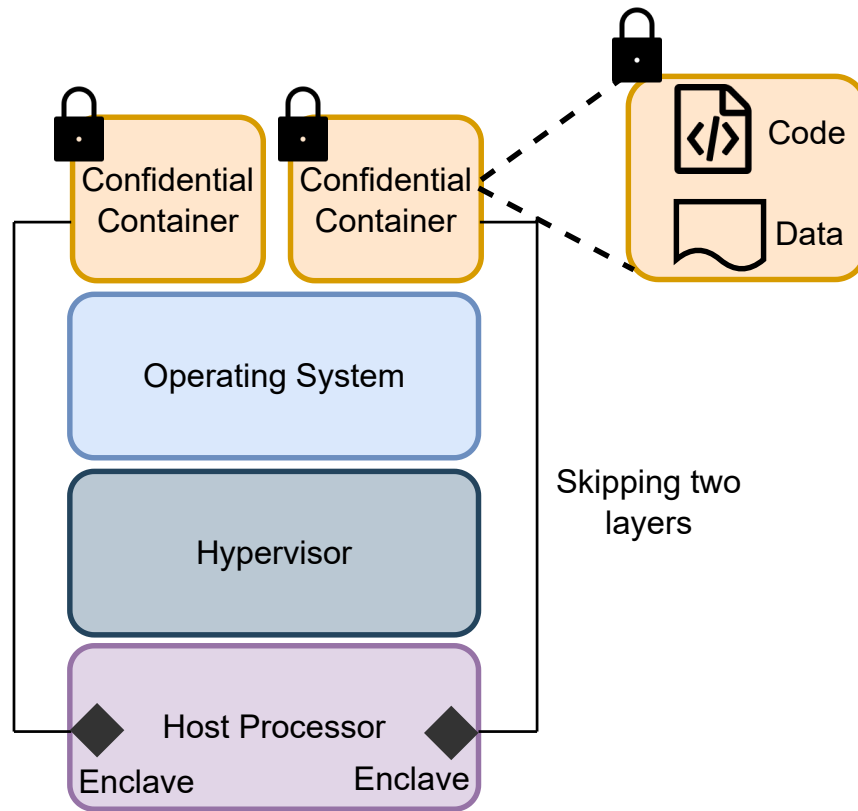 Code
Data
Confidential
Container
Confidential
Container
Operating System
Skipping two
layers
Hypervisor
Host Processor
Enclave
Enclave